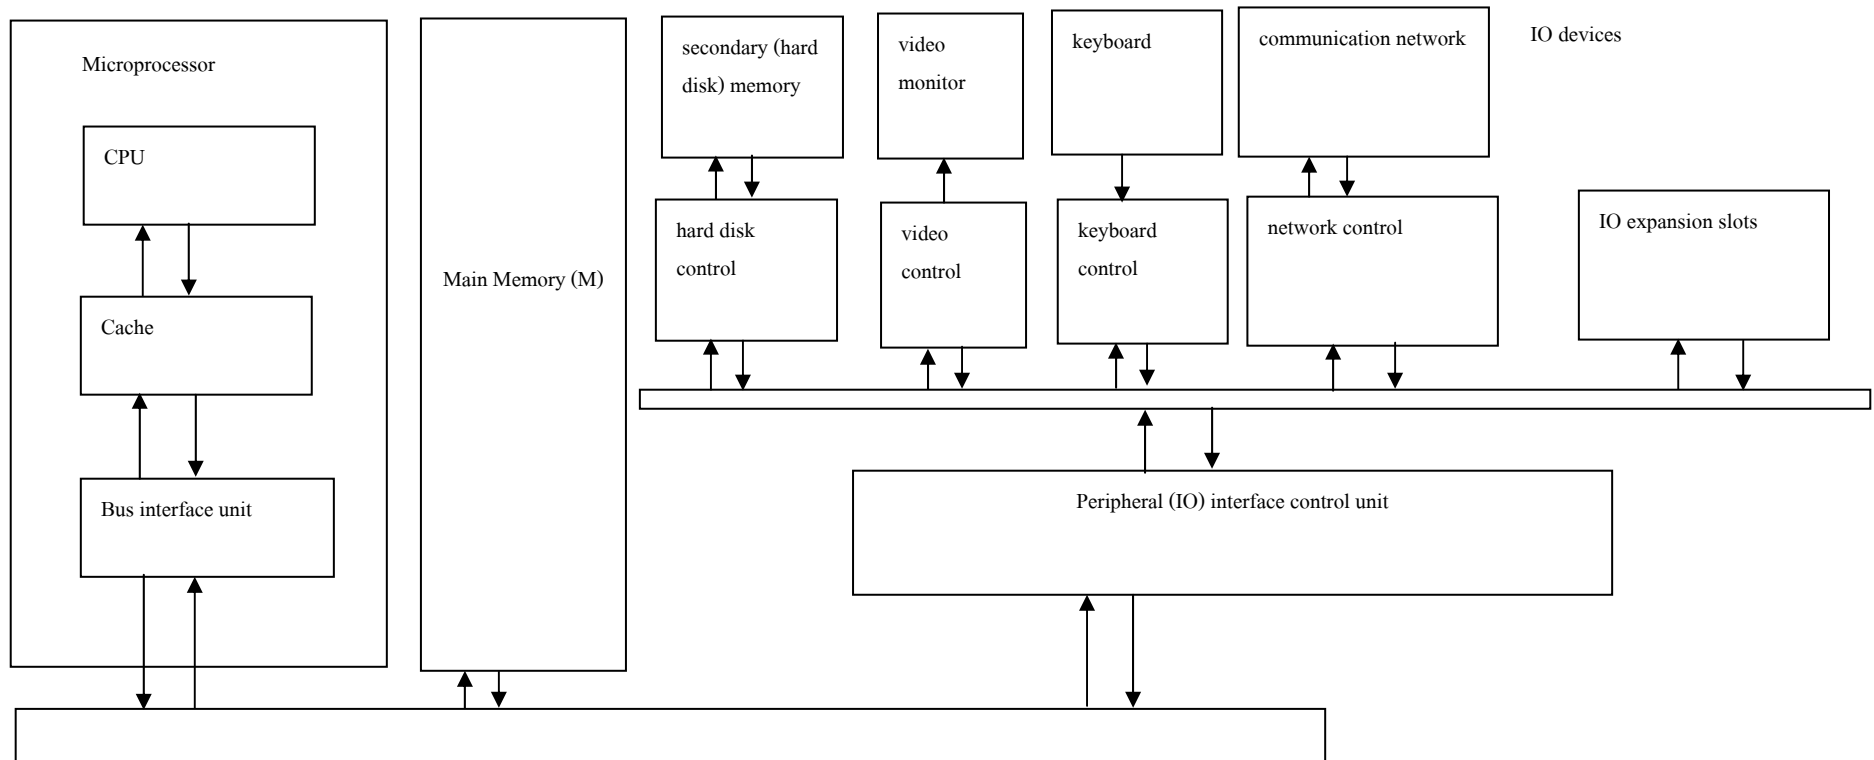 Microprocessor
CPU
Cache
Bus interface unit
Main Memory (M)
secondary (hard
disk) memory
video
monitor
keyboard
communication network
IO devices
hard disk
control
video
control
keyboard
control
network control
IO expansion slots
Peripheral (IO) interface control unit